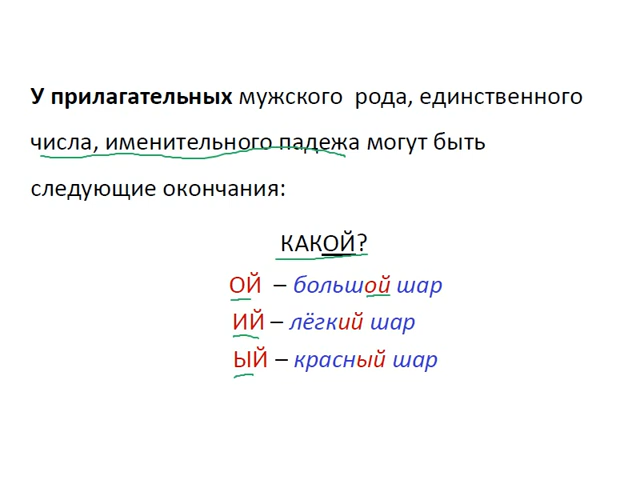 У прилагательных мужского рода, единственного
числа, именительного падежа могут быть
следующие окончания:
КАКОЙ?
ОЙ – большой шар
ИЙ – лёгкий шар
ЫЙ – красный шар